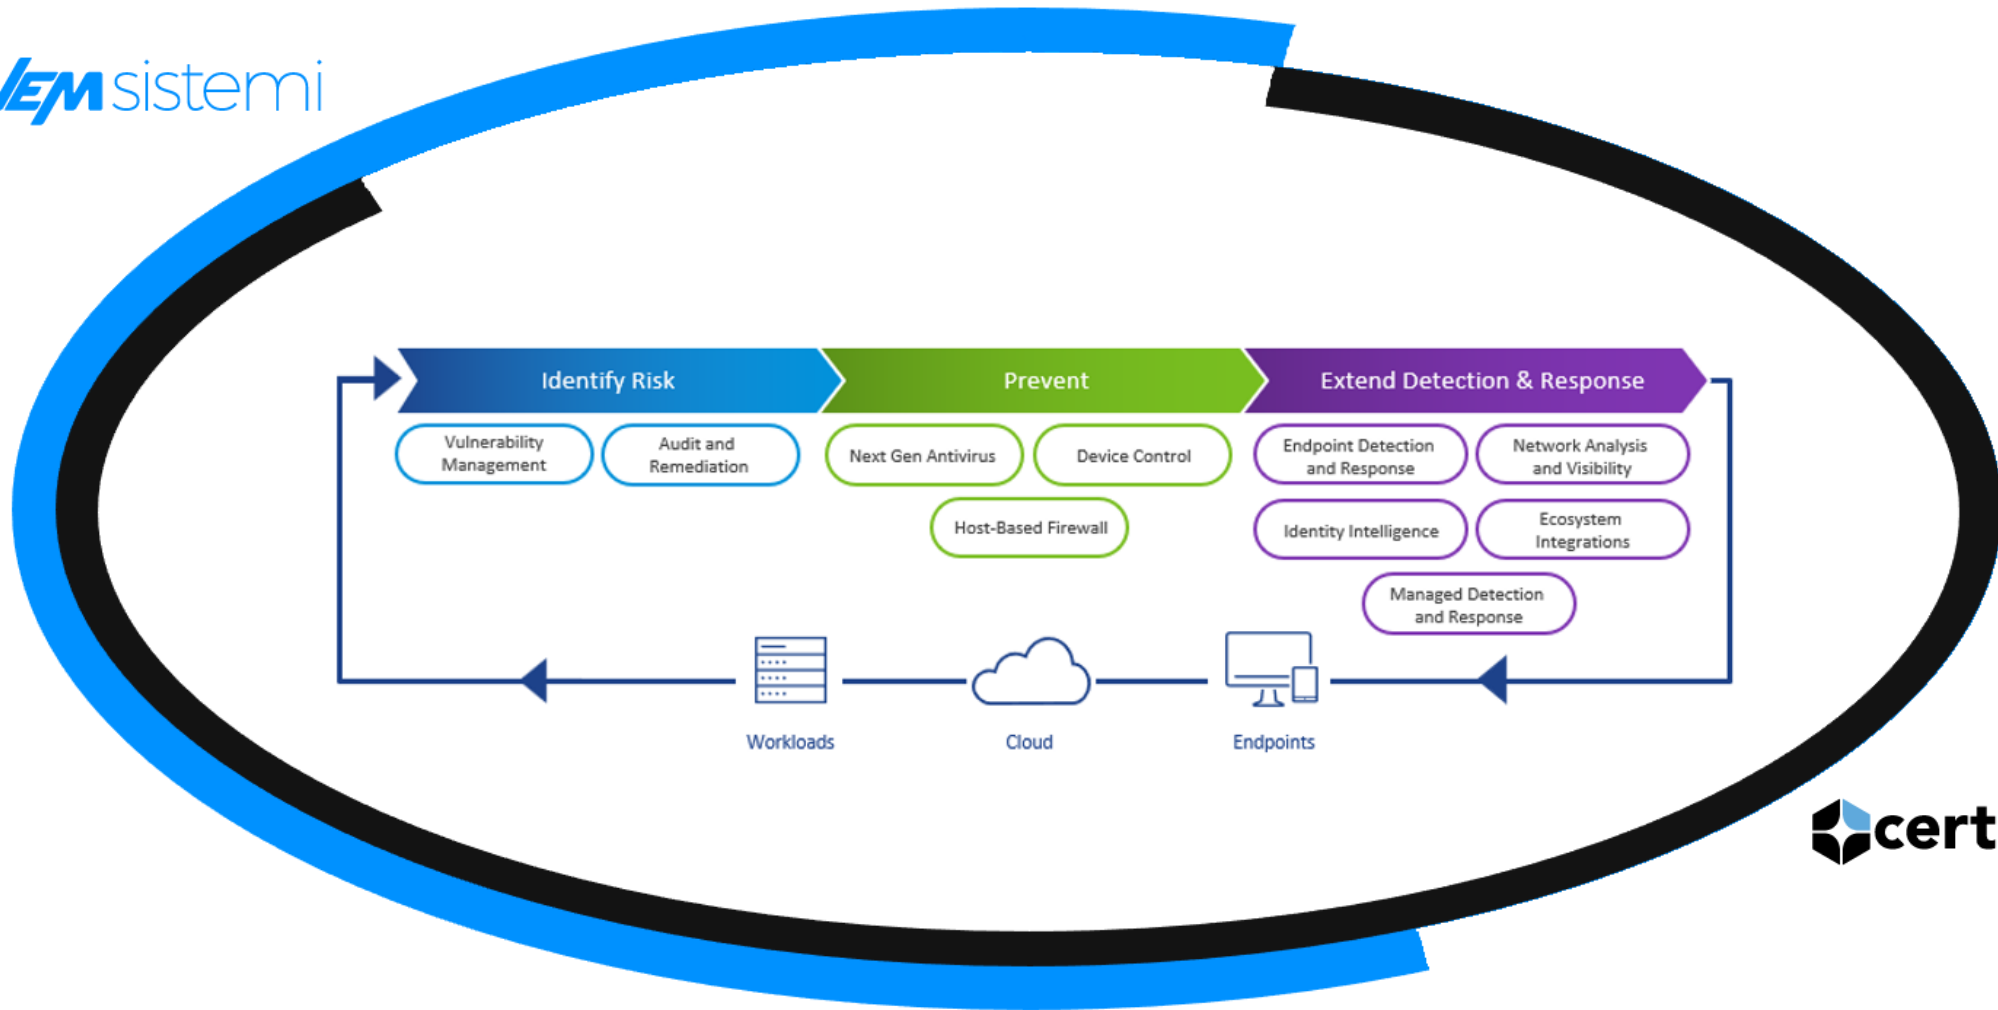 sistemi
Identify Risk
Prevent
Extend Detection & Response
Vulnerability
Management
Audit and
Remediation
Next Gen Antivirus
Device Control
Host-Based Firewall
Endpoint Detection
and Response
Network Analysis
and Visibility
Identity Intelligence
Ecosystem
Integrations
Managed Detection
and Response
Workloads
Cloud
Endpoints
cert